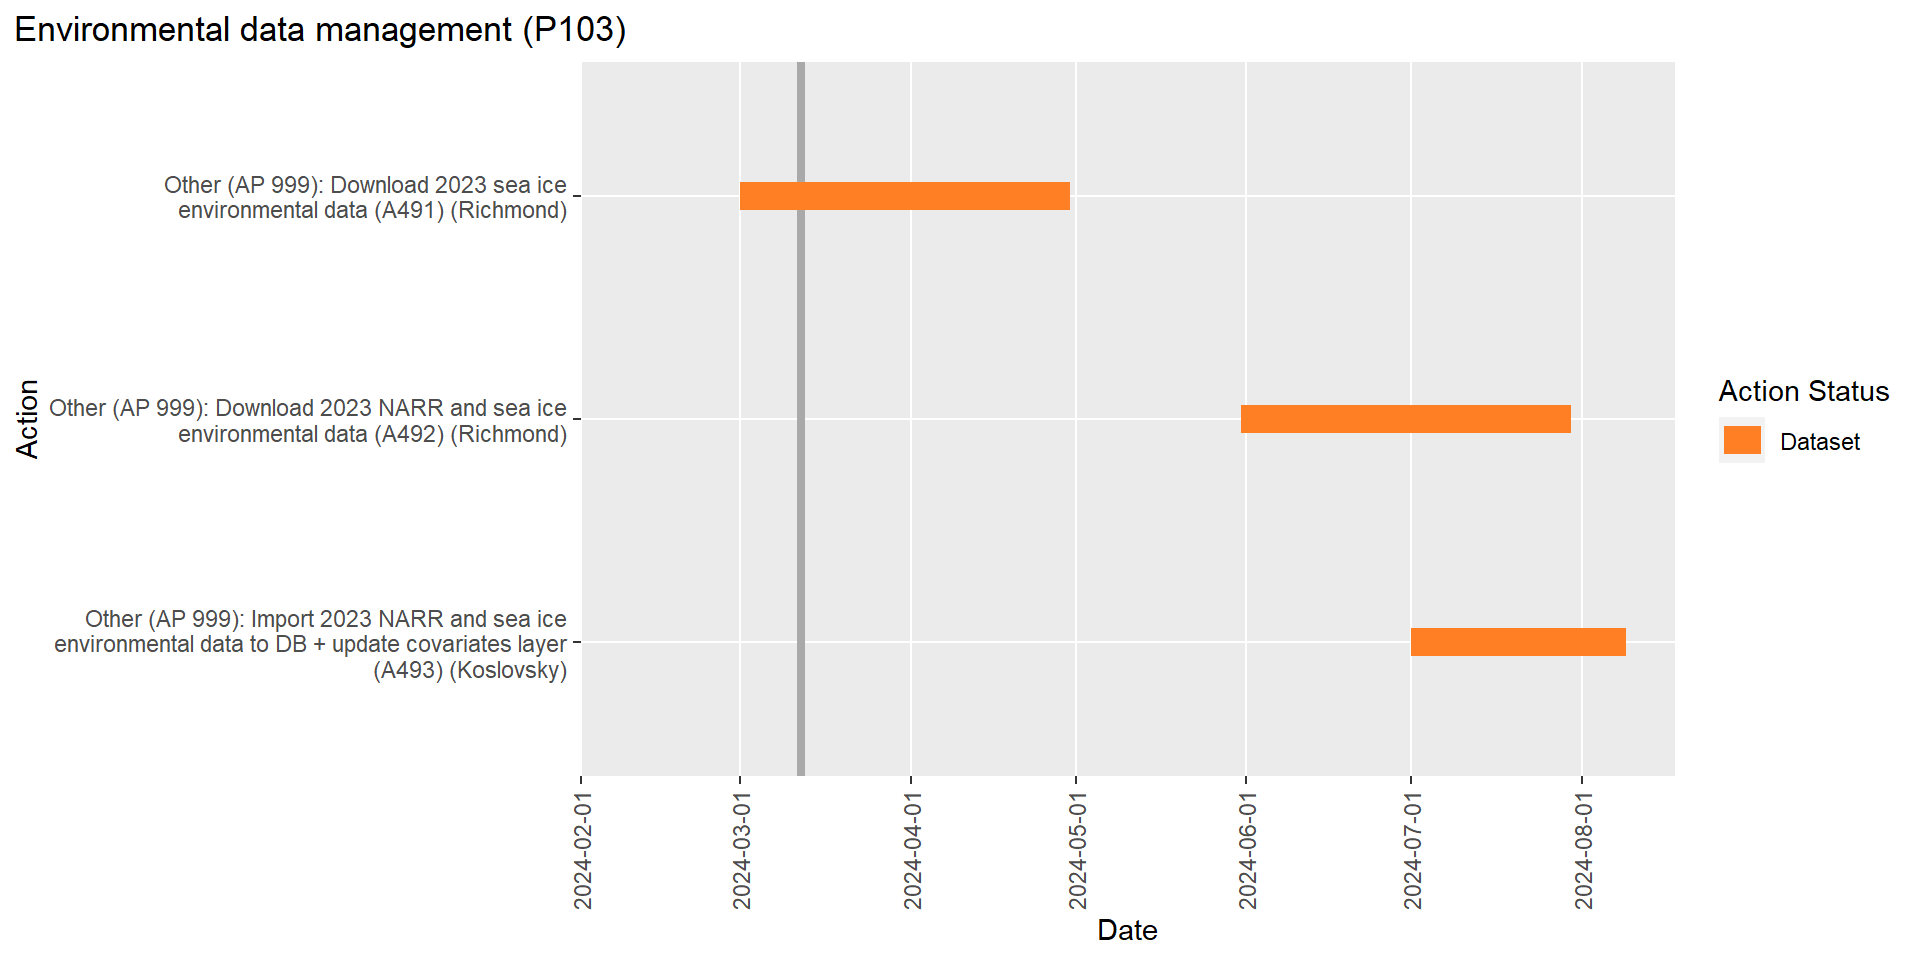 Environmental data management (P103)
Other (AP 999): Download 2023 sea ice
environmental data (A491) (Richmond)
Other (AP 999): Download 2023 NARR and sea ice
environmental data (A492) (Richmond)
Other (AP 999): Import 2023 NARR and sea ice
environmental data to DB + update covariates layer
(A493) (Koslovsky)
Action
2024-02-01
2024-03-01
2024-04-01
2024-05-01
2024-06-01
2024-07-01
2024-08-01
Date
Action Status
Dataset